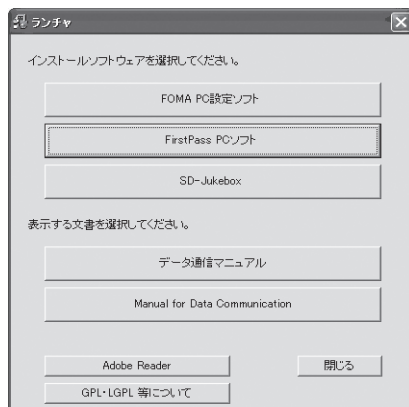 ランチャ
インストールソフトウェアを選択してください。
FOMA PC設定ソフト
FirstPass PCソフト
SD-Jukebox
表示する文書を選択してください。
データ通信マニュアル
Manual for Data Communication
Adobe Reader
閉じる
GPL・LGPL 等について